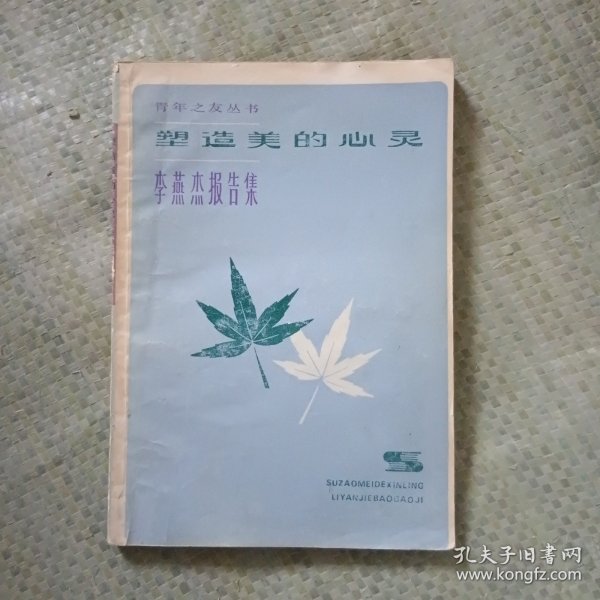 青年之友丛书
塑造美的心灵
李燕杰报告集
SUZAOMEIDEXINLING
LIYANJIEBAOGAOJI
孔夫子旧书网
www.kongfz.com